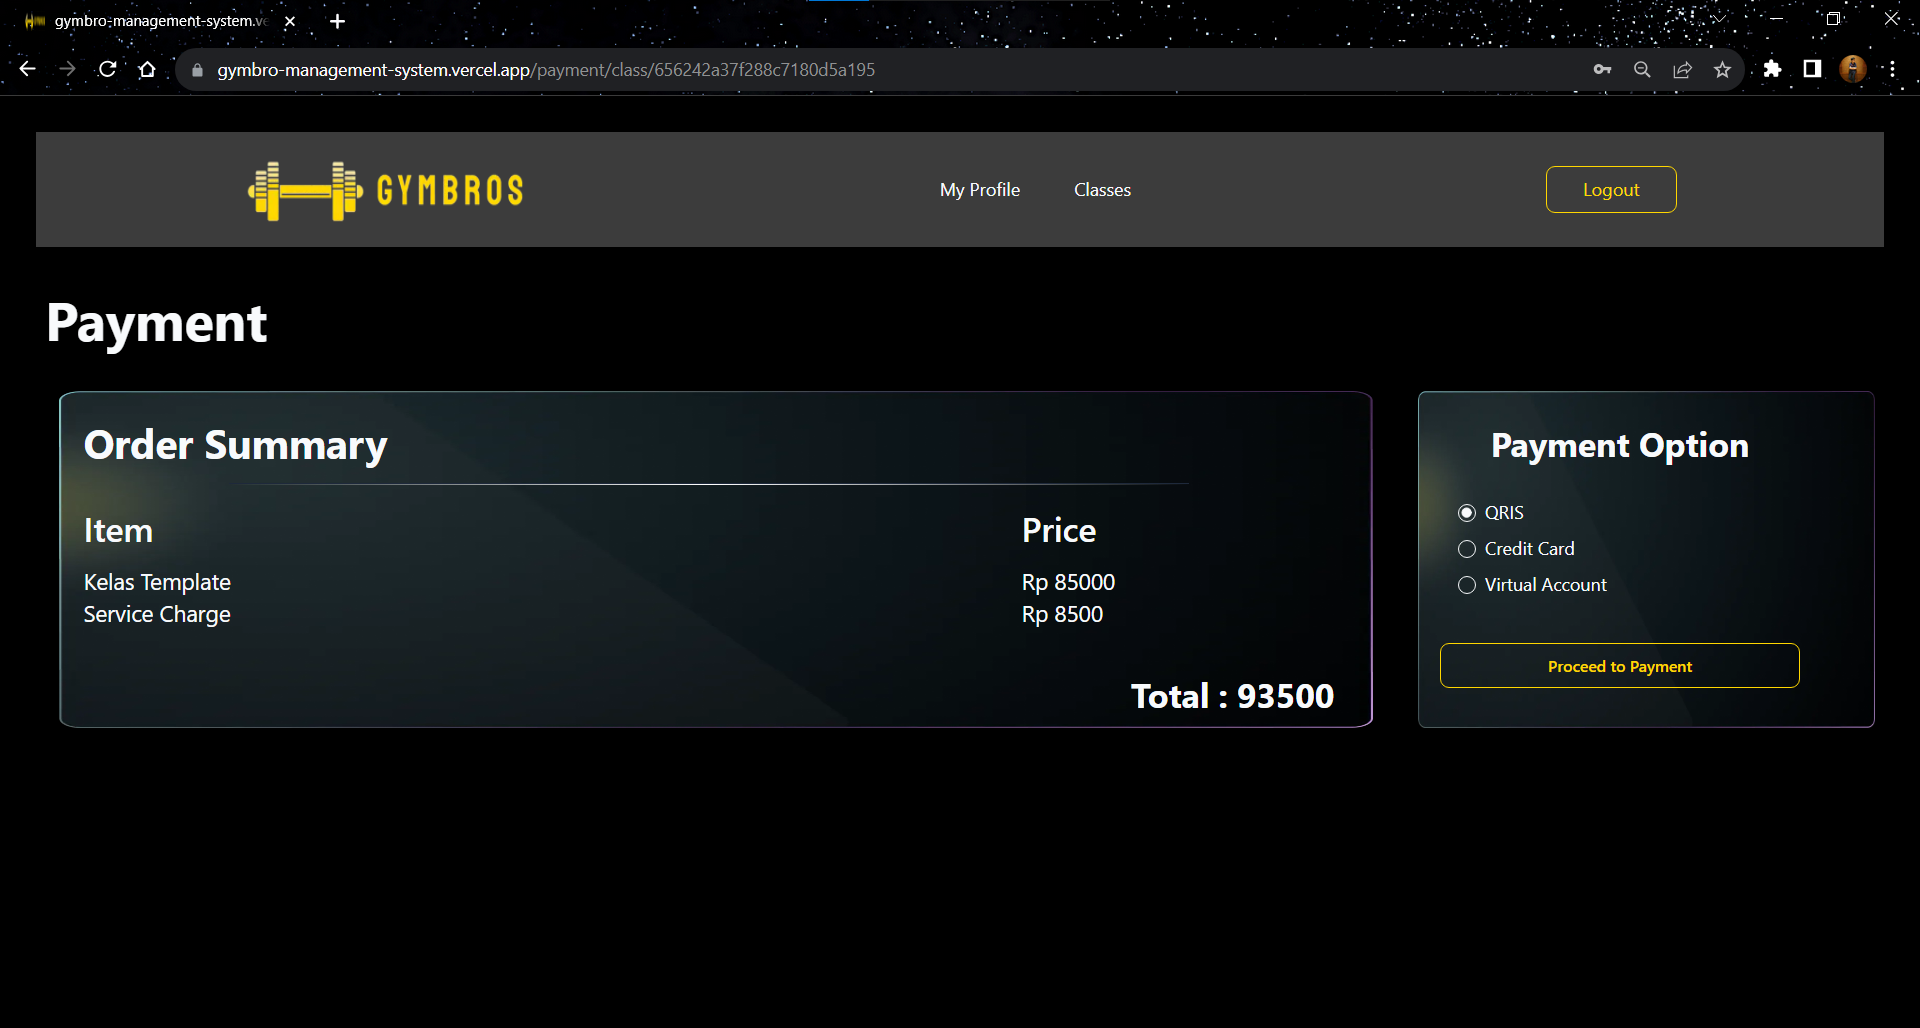 gymbro-management-system.ve
gymbro-management-system.vercel.app/payment/class/656242a37f288c7180d5a195
GYMBROS
My Profile
Classes
Logout
Payment
Order Summary
Item
Price
Kelas Template
Rp 85000
Service Charge
Rp 8500
Total : 93500
Payment Option
QRIS
Credit Card
Virtual Account
Proceed to Payment